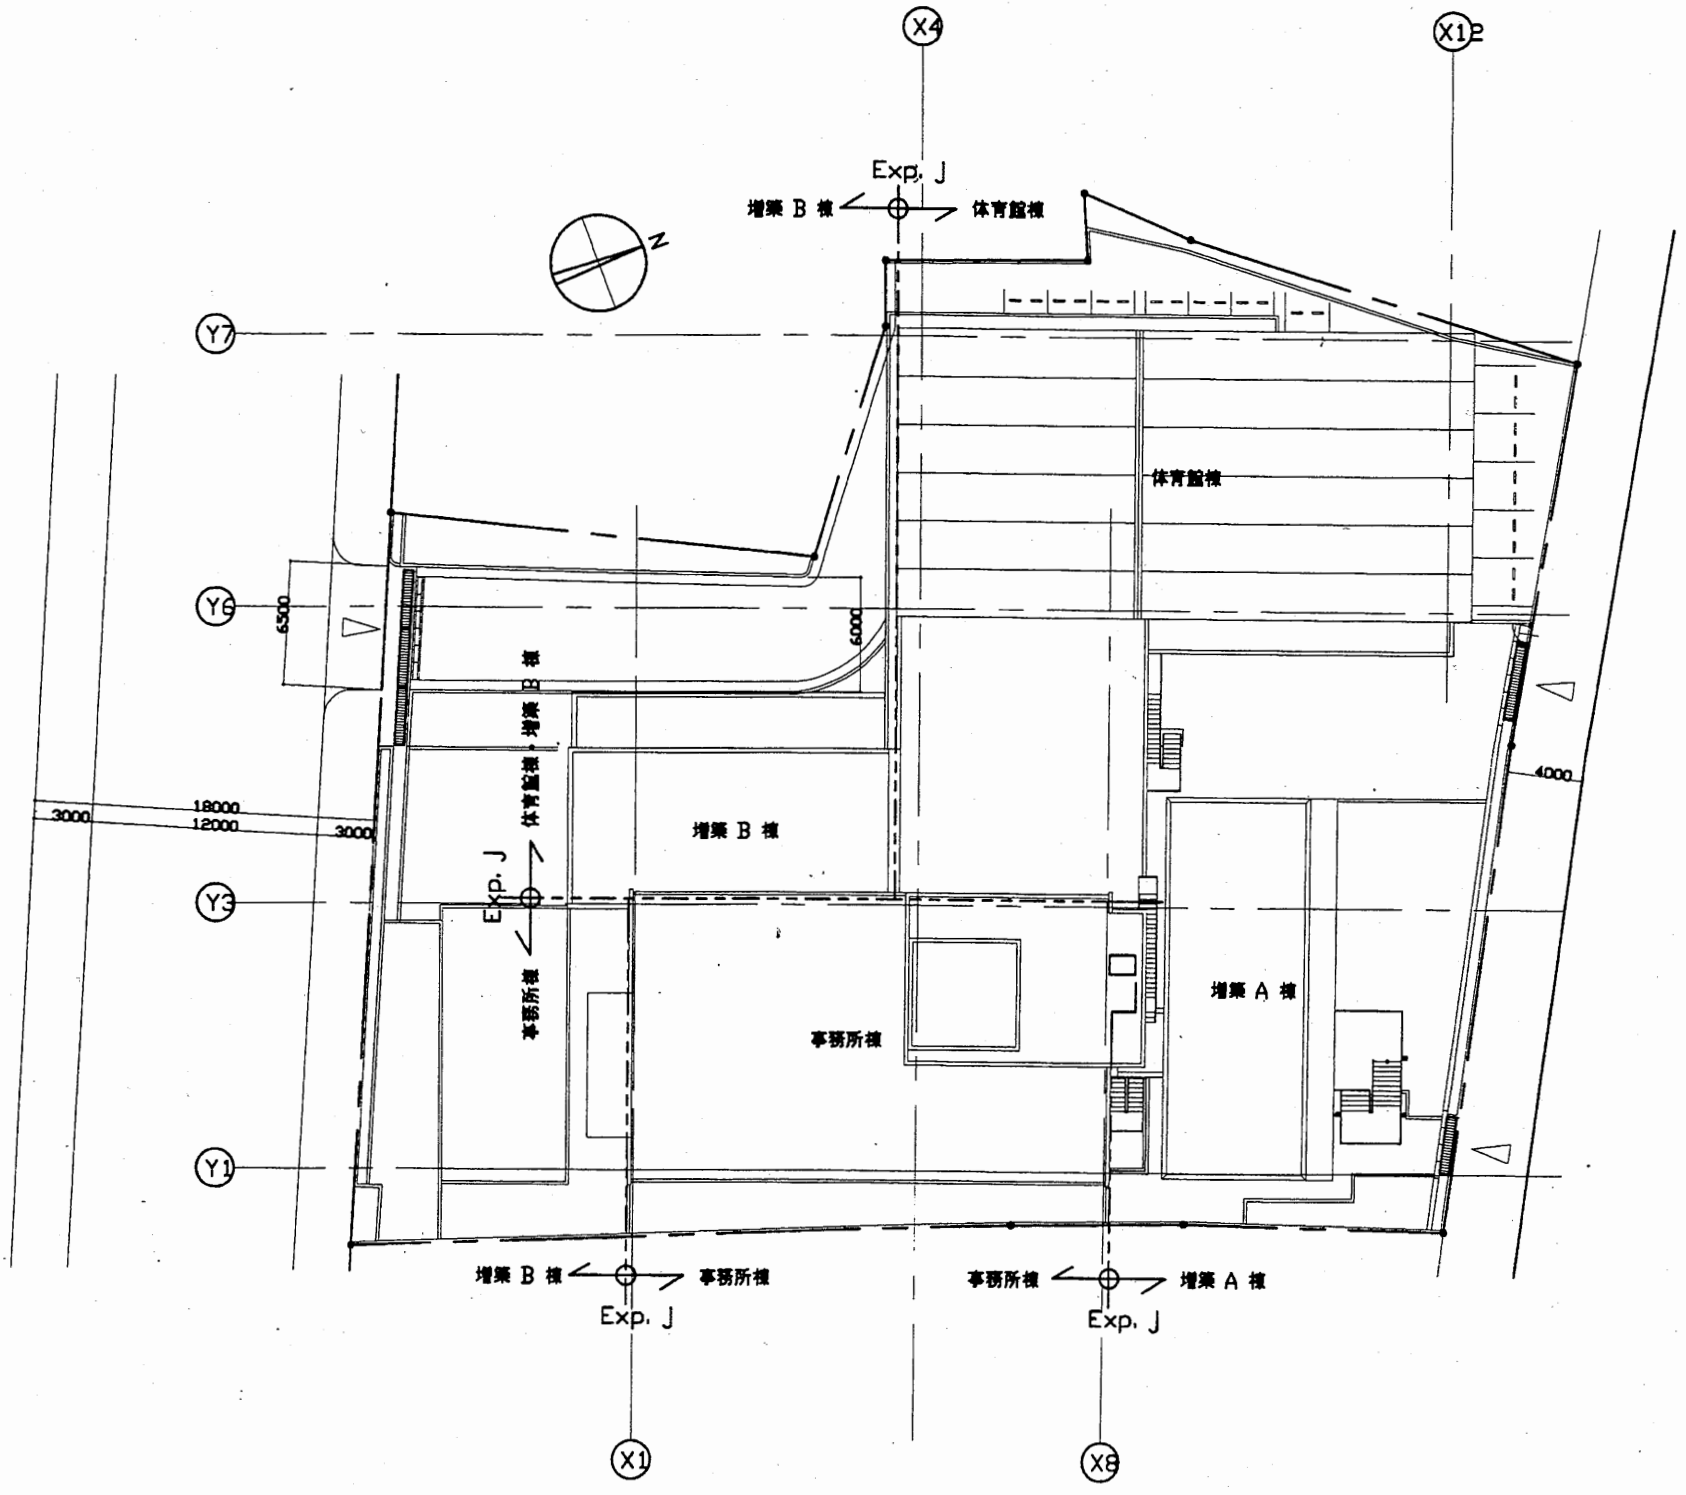 X4
X12
Exp. J
増築 B 棟
体育館棟
N
Y7
体育館棟
Y6
6500
6000
体育館棟・増築 B 棟
4000
18000
3000
12000
3000
増築 B 棟
Exp. J
Y3
事務所棟
増築 A 棟
事務所棟
Y1
増築 B 棟
事務所棟
事務所棟
増築 A 棟
Exp. J
Exp. J
X1
X8